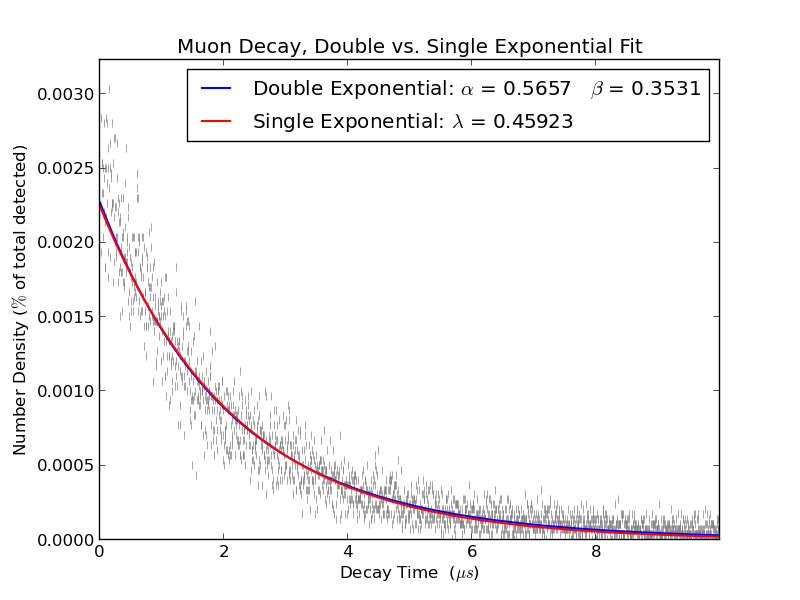 Muon Decay, Double vs. Single Exponential Fit
Double Exponential: α = 0.5657 β = 0.3531
Single Exponential: λ = 0.45923
Number Density (% of total detected)
0.0030
0.0025
0.0020
0.0015
0.0010
0.0005
0.0000
0 2 4 6 8
Decay Time (μs)